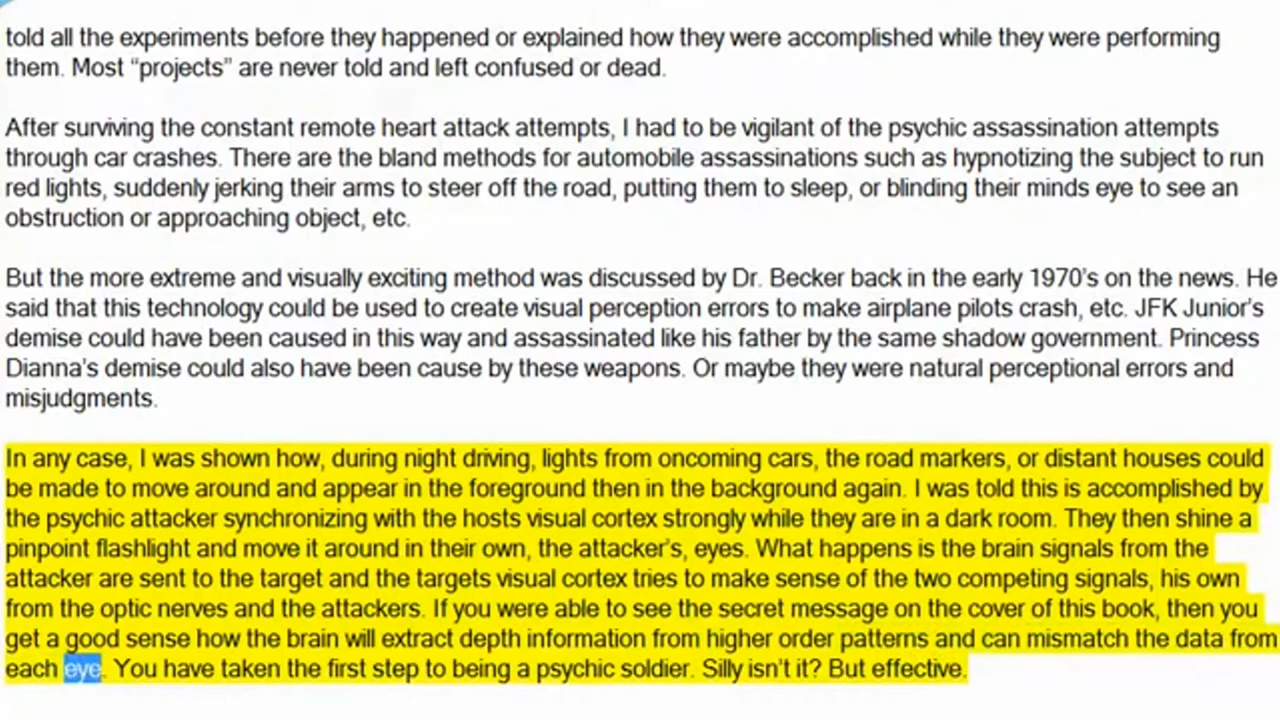 told all the experiments before they happened or explained how they were accomplished while they were performing
them. Most “projects” are never told and left confused or dead.
After surviving the constant remote heart attack attempts, I had to be vigilant of the psychic assassination attempts
through car crashes. There are the bland methods for automobile assassinations such as hypnotizing the subject to run
red lights, suddenly jerking their arms to steer off the road, putting them to sleep, or blinding their minds eye to see an
obstruction or approaching object, etc.
But the more extreme and visually exciting method was discussed by Dr. Becker back in the early 1970’s on the news. He
said that this technology could be used to create visual perception errors to make airplane pilots crash, etc. JFK Junior’s
demise could have been caused in this way and assassinated like his father by the same shadow government. Princess
Dianna’s demise could also have been cause by these weapons. Or maybe they were natural perceptional errors and
misjudgments.
In any case, I was shown how, during night driving, lights from oncoming cars, the road markers, or distant houses could
be made to move around and appear in the foreground then in the background again. I was told this is accomplished by
the psychic attacker synchronizing with the hosts visual cortex strongly while they are in a dark room. They then shine a
pinpoint flashlight and move it around in their own, the attacker’s, eyes. What happens is the brain signals from the
attacker are sent to the target and the targets visual cortex tries to make sense of the two competing signals, his own
from the optic nerves and the attackers. If you were able to see the secret message on the cover of this book, then you
get a good sense how the brain will extract depth information from higher order patterns and can mismatch the data from
each eye. You have taken the first step to being a psychic soldier. Silly isn’t it? But effective.